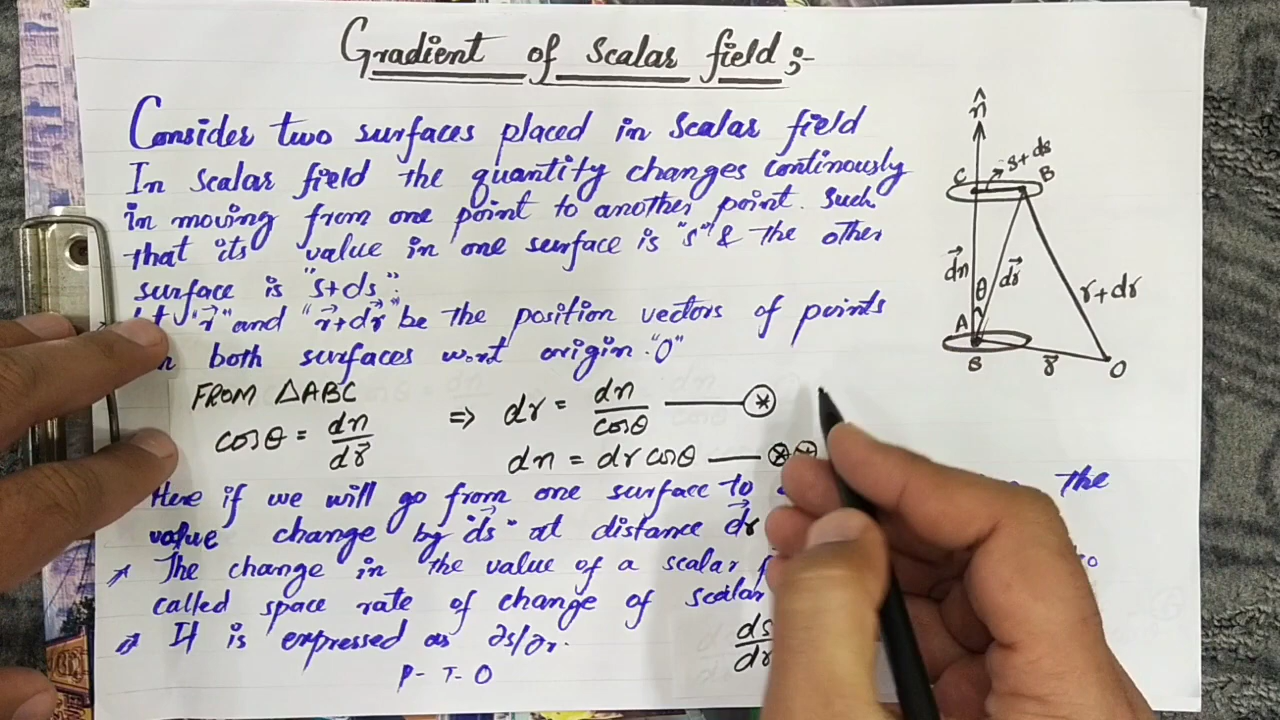 Gradient of Scalar field :-
Consider two surfaces placed in Scalar field
In scalar field the quantity changes continously
in moving from one point to another point. Such
that its value in one surface is "s" & the other
surface is "s+ds".
"r⃗" and "r⃗+dr⃗" be the position vectors of points
both surfaces w.r.t origin "O"
FROM △ABC
cosθ = dn/dr⃗ ⇒ dr = dn/cosθ — *
dn = dr cosθ — **
Here if we will go from one surface to the
value change by "ds⃗" at distance dr
The change in the value of a scalar
called space rate of change of scalar
It is expressed as ∂s/∂r.
ds/dr
P-T-O
n̂
C
s+ds
B
dn⃗
θ
dr⃗
r+dr
A
S
r⃗
O